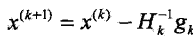 x^{(k+1)} = x^{(k)} - H_k^{-1} g_k